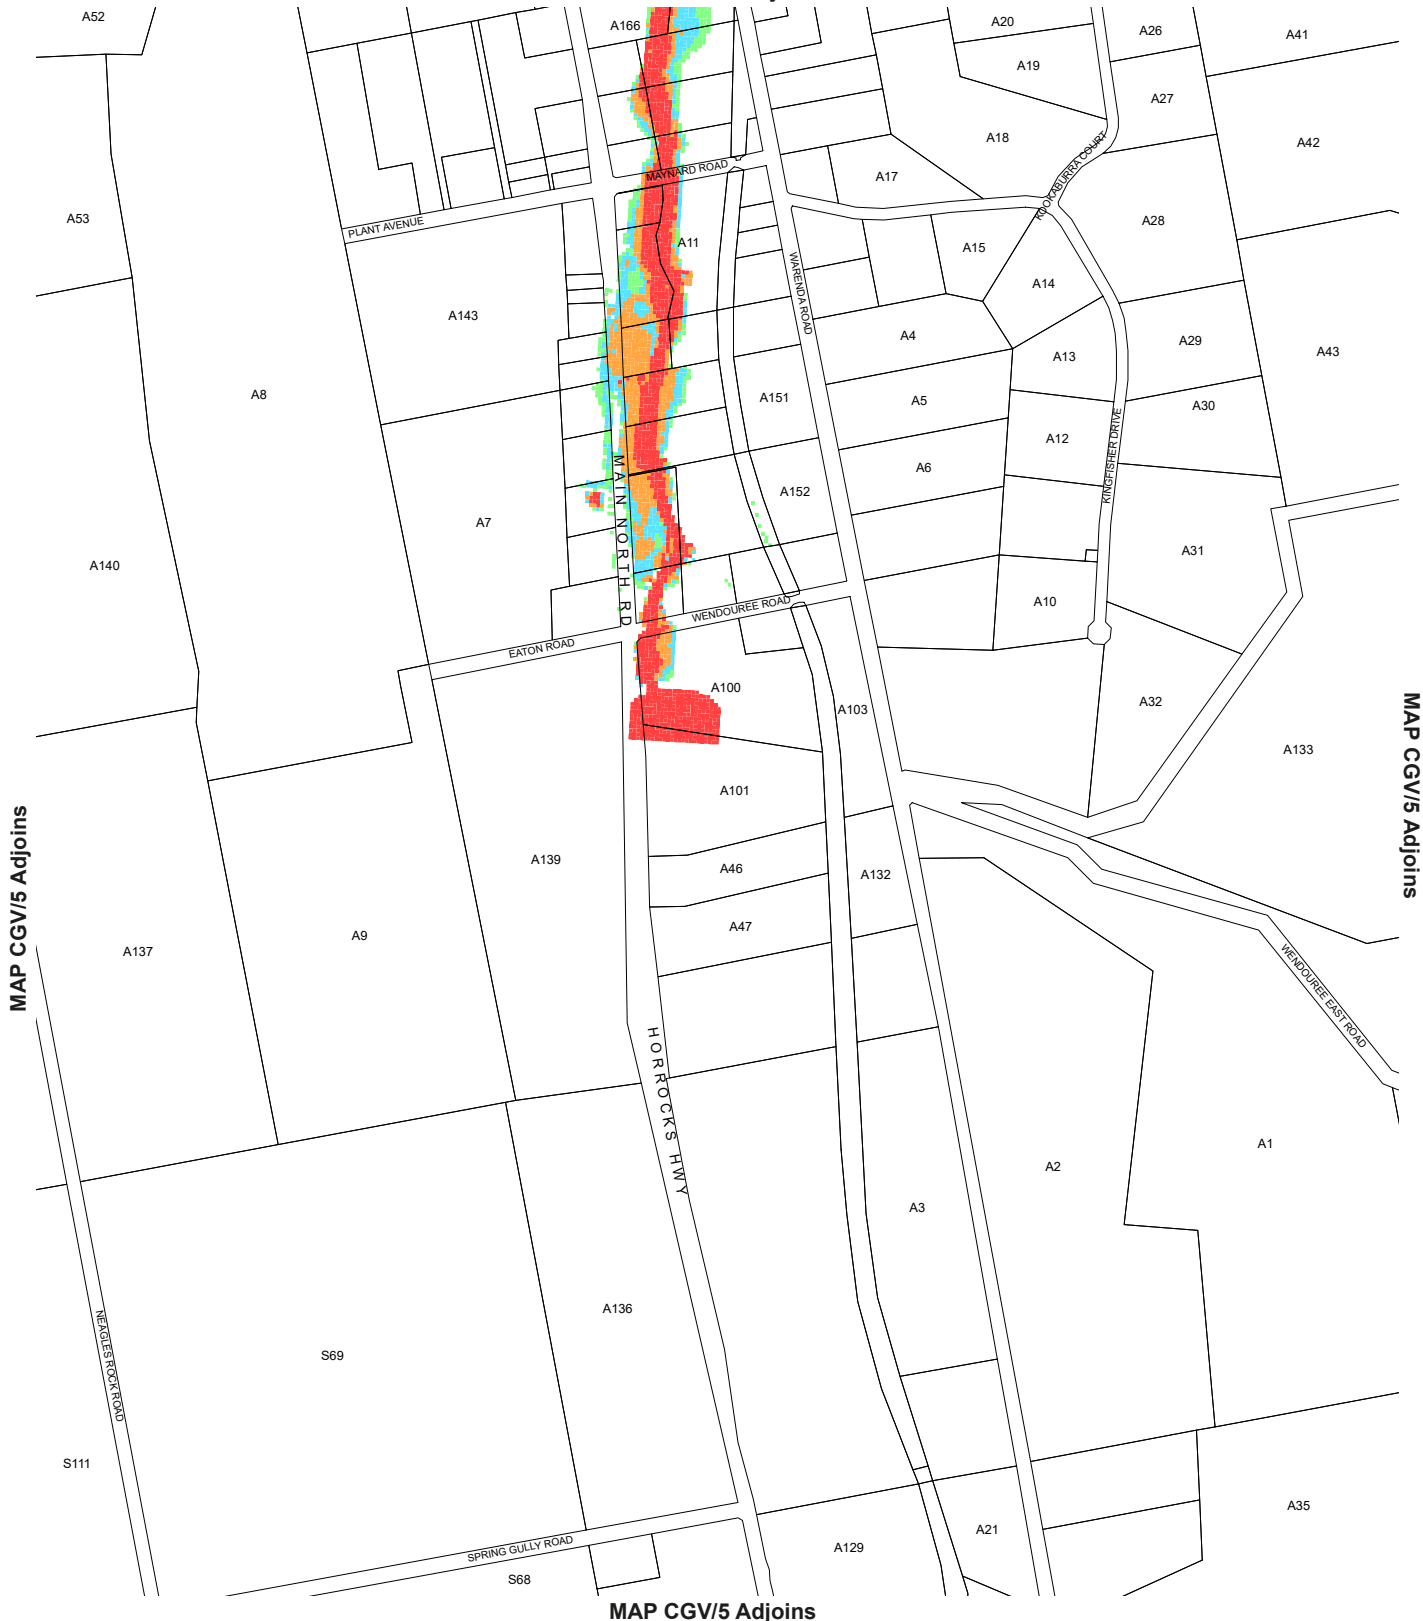 A52
A166
A20
A26
A41
A19
A27
A18
A42
KOOKABURRA COURT
MAYNARD ROAD
A17
A53
PLANT AVENUE
A28
A11
A15
WARENDA ROAD
A14
A143
A4
A29
A13
A43
A8
A151
A5
A30
A12
KINGFISHER DRIVE
A6
MAIN NORTH RD
A152
A7
A31
A140
A10
WENDOUREE ROAD
EATON ROAD
A100
A32
A103
A133
MAP CGV/5 Adjoins
A101
MAP CGV/5 Adjoins
A139
A46
A132
A47
A9
A137
WENDOUREE EAST ROAD
HORROCKS HWY
A1
A2
A3
A136
NEAGLES ROCK ROAD
S69
S111
A35
A21
SPRING GULLY ROAD
A129
S68
MAP CGV/5 Adjoins